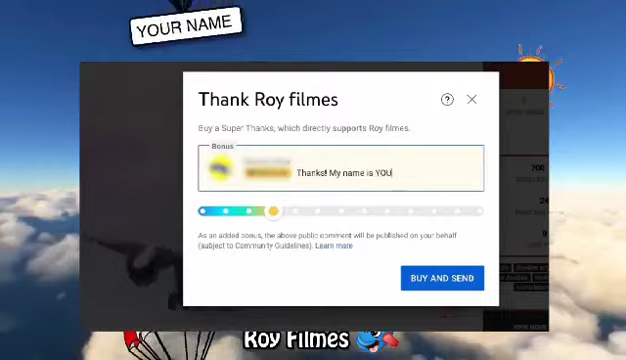 YOUR NAME
Thank Roy filmes
Buy a Super Thanks, which directly supports Roy filmes.
Bonus
Thanks! My name is YOU
As an added bonus, the above public comment will be published on your behalf
(subject to Community Guidelines). Learn more
BUY AND SEND
Roy Filmes